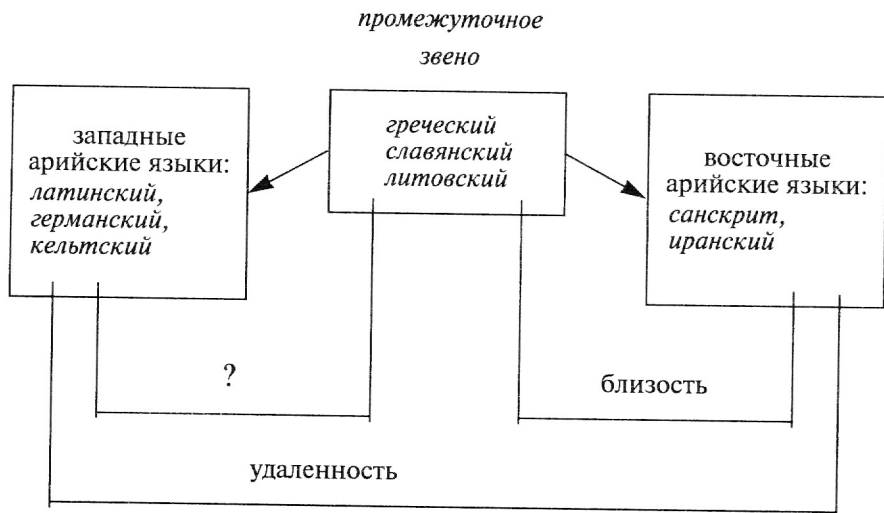 промежуточное
звено
западные
арийские языки:
латинский,
германский,
кельтский
греческий
славянский
литовский
восточные
арийские языки:
санскрит,
иранский
?
близость
удаленность